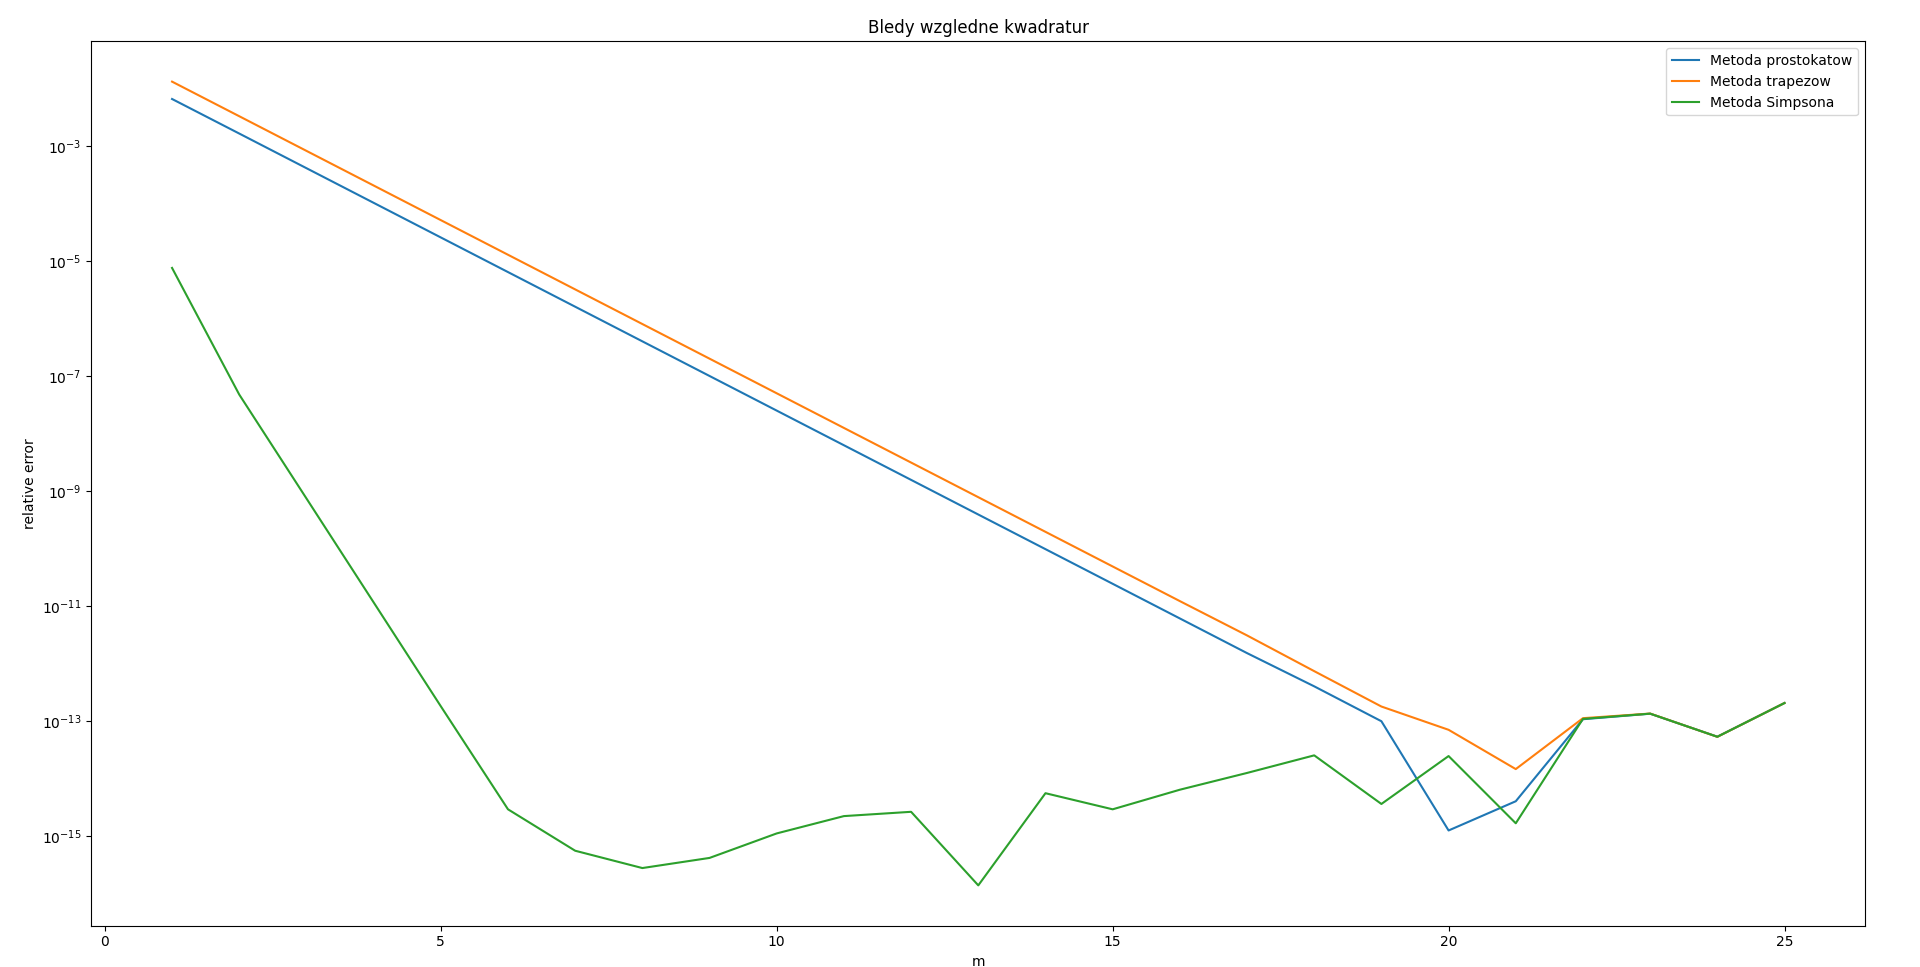 Bledy wzgledne kwadratur
Metoda prostokatow
Metoda trapezow
Metoda Simpsona
relative error
10⁻³
10⁻⁵
10⁻⁷
10⁻⁹
10⁻¹¹
10⁻¹³
10⁻¹⁵
0 5 10 15 20 25
m